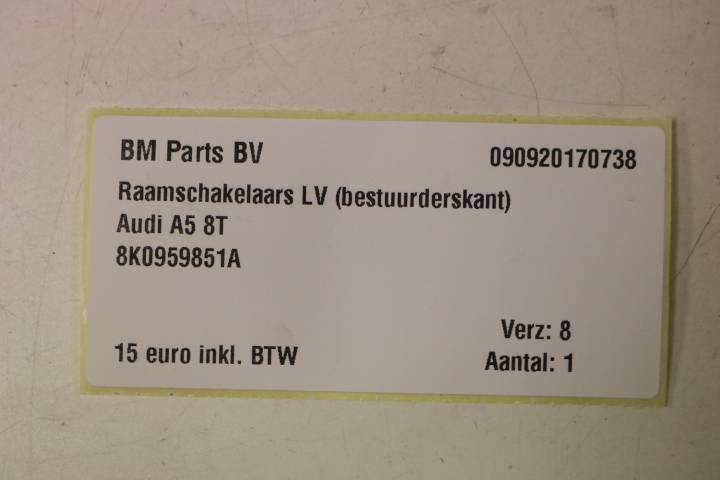 BM Parts BV 090920170738
Raamschakelaars LV (bestuurderskant)
Audi A5 8T
8K0959851A
Verz: 8
15 euro inkl. BTW Aantal: 1